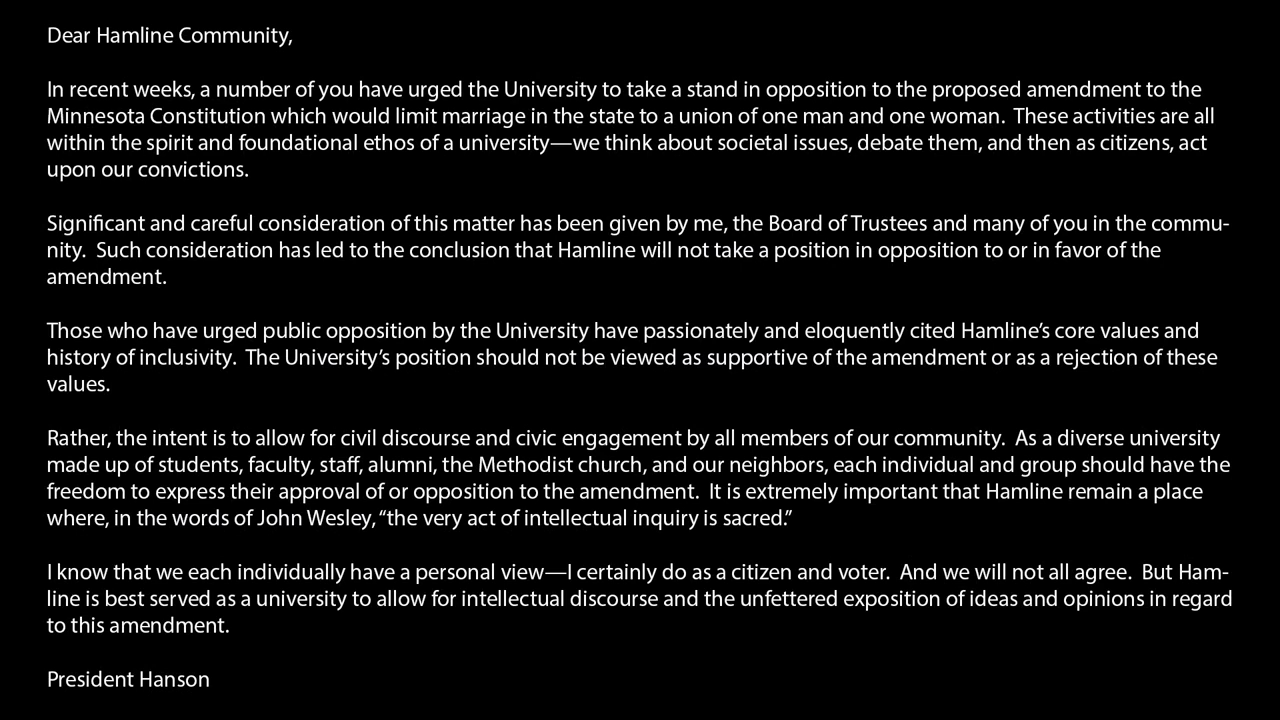 Dear Hamline Community,
In recent weeks, a number of you have urged the University to take a stand in opposition to the proposed amendment to the
Minnesota Constitution which would limit marriage in the state to a union of one man and one woman.  These activities are all
within the spirit and foundational ethos of a university—we think about societal issues, debate them, and then as citizens, act
upon our convictions.
Significant and careful consideration of this matter has been given by me, the Board of Trustees and many of you in the commu-
nity.  Such consideration has led to the conclusion that Hamline will not take a position in opposition to or in favor of the
amendment.
Those who have urged public opposition by the University have passionately and eloquently cited Hamline’s core values and
history of inclusivity.  The University’s position should not be viewed as supportive of the amendment or as a rejection of these
values.
Rather, the intent is to allow for civil discourse and civic engagement by all members of our community.  As a diverse university
made up of students, faculty, staff, alumni, the Methodist church, and our neighbors, each individual and group should have the
freedom to express their approval of or opposition to the amendment.  It is extremely important that Hamline remain a place
where, in the words of John Wesley, “the very act of intellectual inquiry is sacred.”
I know that we each individually have a personal view—I certainly do as a citizen and voter.  And we will not all agree.  But Ham-
line is best served as a university to allow for intellectual discourse and the unfettered exposition of ideas and opinions in regard
to this amendment.
President Hanson